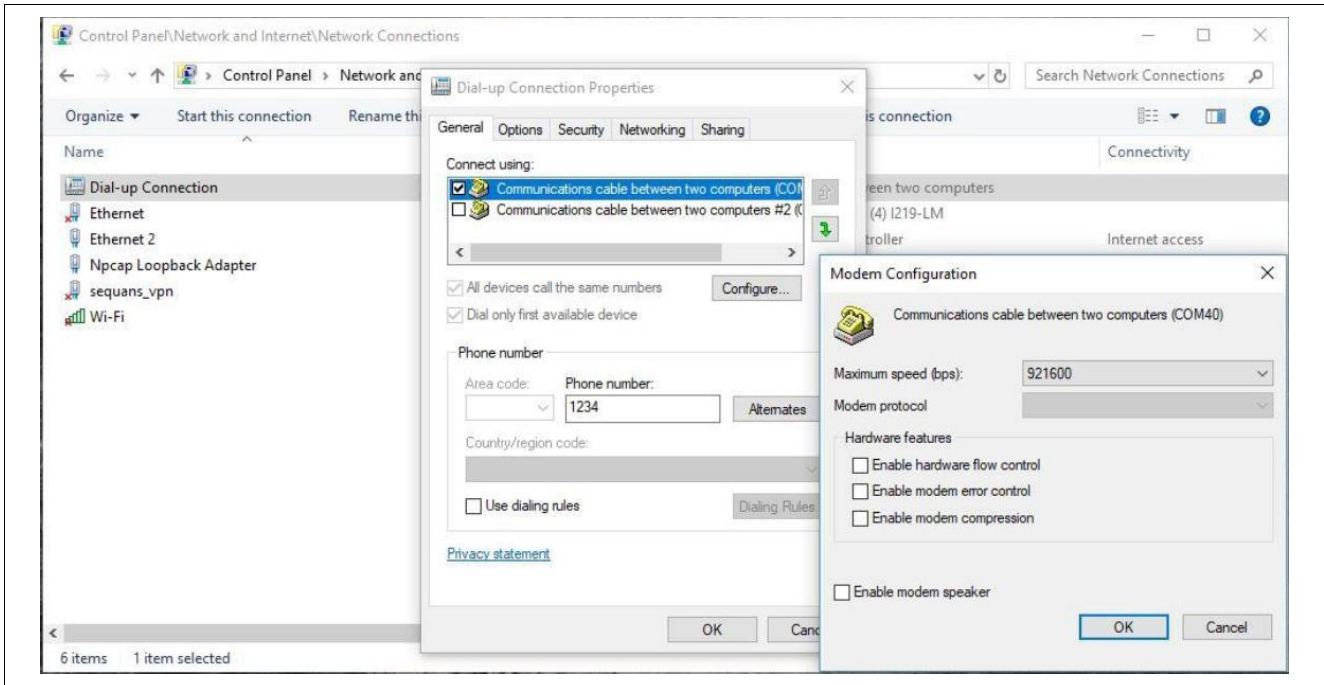 Control Panel\Network and Internet\Network Connections
Control Panel Network and
Search Network Connections
Organize Start this connection Rename thi
is connection
Name
Connectivity
Dial-up Connection
Ethernet
Ethernet 2
Npcap Loopback Adapter
sequans_vpn
Wi-Fi
een two computers
(4) I219-LM
troller Internet access
6 items 1 item selected
Dial-up Connection Properties
General Options Security Networking Sharing
Connect using:
Communications cable between two computers (COM
Communications cable between two computers #2 (C
All devices call the same numbers
Configure...
Dial only first available device
Phone number
Area code: Phone number:
1234
Alternates
Country/region code:
Use dialing rules
Dialing Rules
Privacy statement
OK Canc
Modem Configuration
Communications cable between two computers (COM40)
Maximum speed (bps): 921600
Modem protocol
Hardware features
Enable hardware flow control
Enable modem error control
Enable modem compression
Enable modem speaker
OK Cancel